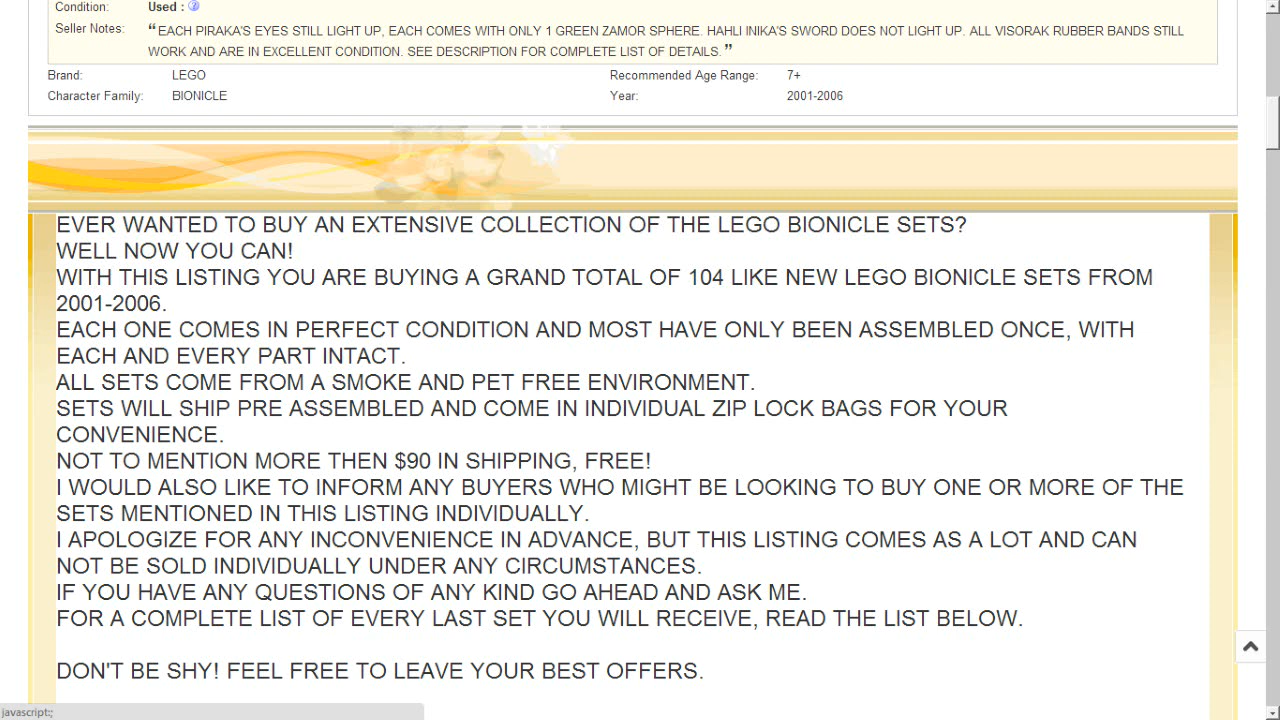 Condition: Used :
Seller Notes: “EACH PIRAKA'S EYES STILL LIGHT UP, EACH COMES WITH ONLY 1 GREEN ZAMOR SPHERE. HAHLI INIKA'S SWORD DOES NOT LIGHT UP. ALL VISORAK RUBBER BANDS STILL
WORK AND ARE IN EXCELLENT CONDITION. SEE DESCRIPTION FOR COMPLETE LIST OF DETAILS.”
Brand: LEGO Recommended Age Range: 7+
Character Family: BIONICLE Year: 2001-2006
EVER WANTED TO BUY AN EXTENSIVE COLLECTION OF THE LEGO BIONICLE SETS?
WELL NOW YOU CAN!
WITH THIS LISTING YOU ARE BUYING A GRAND TOTAL OF 104 LIKE NEW LEGO BIONICLE SETS FROM
2001-2006.
EACH ONE COMES IN PERFECT CONDITION AND MOST HAVE ONLY BEEN ASSEMBLED ONCE, WITH
EACH AND EVERY PART INTACT.
ALL SETS COME FROM A SMOKE AND PET FREE ENVIRONMENT.
SETS WILL SHIP PRE ASSEMBLED AND COME IN INDIVIDUAL ZIP LOCK BAGS FOR YOUR
CONVENIENCE.
NOT TO MENTION MORE THEN $90 IN SHIPPING, FREE!
I WOULD ALSO LIKE TO INFORM ANY BUYERS WHO MIGHT BE LOOKING TO BUY ONE OR MORE OF THE
SETS MENTIONED IN THIS LISTING INDIVIDUALLY.
I APOLOGIZE FOR ANY INCONVENIENCE IN ADVANCE, BUT THIS LISTING COMES AS A LOT AND CAN
NOT BE SOLD INDIVIDUALLY UNDER ANY CIRCUMSTANCES.
IF YOU HAVE ANY QUESTIONS OF ANY KIND GO AHEAD AND ASK ME.
FOR A COMPLETE LIST OF EVERY LAST SET YOU WILL RECEIVE, READ THE LIST BELOW.
DON'T BE SHY! FEEL FREE TO LEAVE YOUR BEST OFFERS.
javascript:;